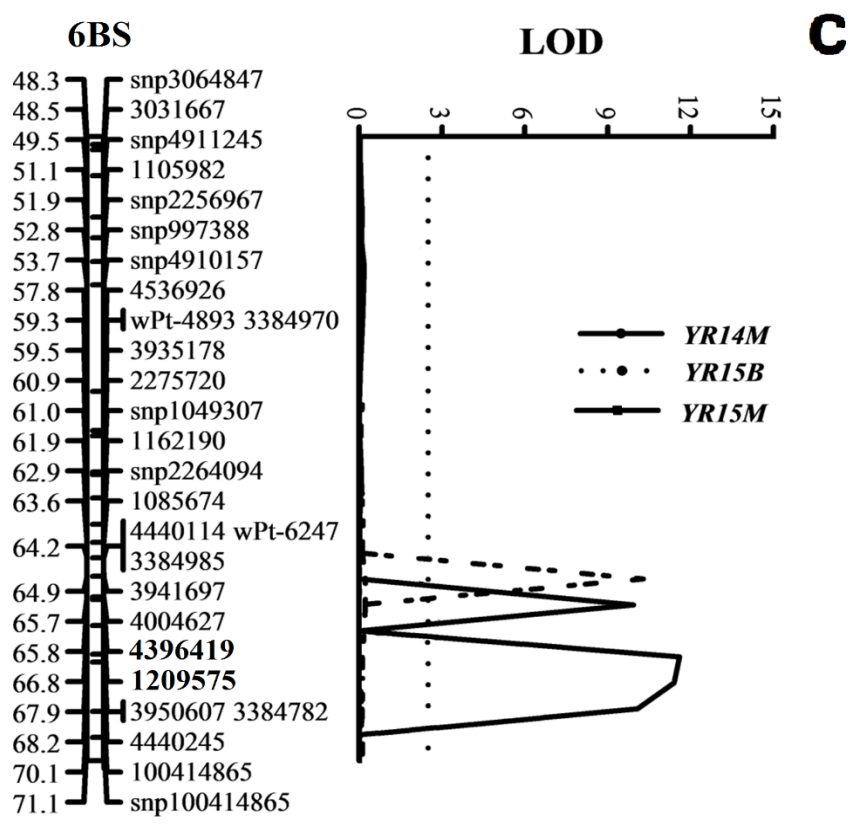 6BS LOD C
0 3 6 9 12 15
48.3 snp3064847
48.5 3031667
49.5 snp4911245
51.1 1105982
51.9 snp2256967
52.8 snp997388
53.7 snp4910157
57.8 4536926
59.3 wPt-4893 3384970
59.5 3935178
60.9 2275720
61.0 snp1049307
61.9 1162190
62.9 snp2264094
63.6 1085674
4440114 wPt-6247
64.2
3384985
64.9 3941697
65.7 4004627
65.8 4396419
66.8 1209575
67.9 3950607 3384782
68.2 4440245
70.1 100414865
71.1 snp100414865
YR14M
YR15B
YR15M